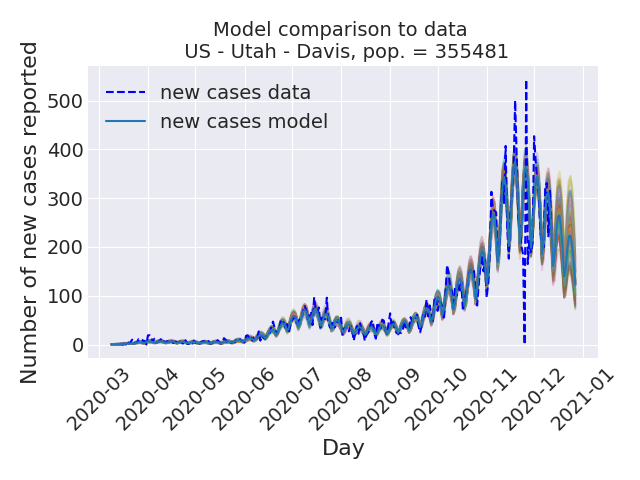 Model comparison to data
US - Utah - Davis, pop. = 355481
Number of new cases reported
new cases data
new cases model
500
400
300
200
100
0
2020-03
2020-04
2020-05
2020-06
2020-07
2020-08
2020-09
2020-10
2020-11
2020-12
2021-01
Day